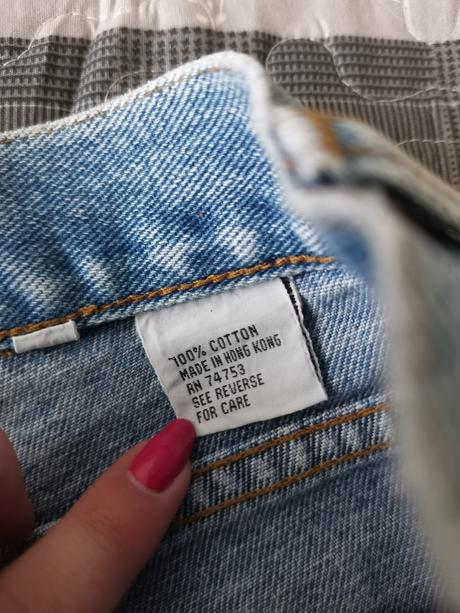 100% COTTON
MADE IN HONG KONG
RN 74753
SEE REVERSE
FOR CARE